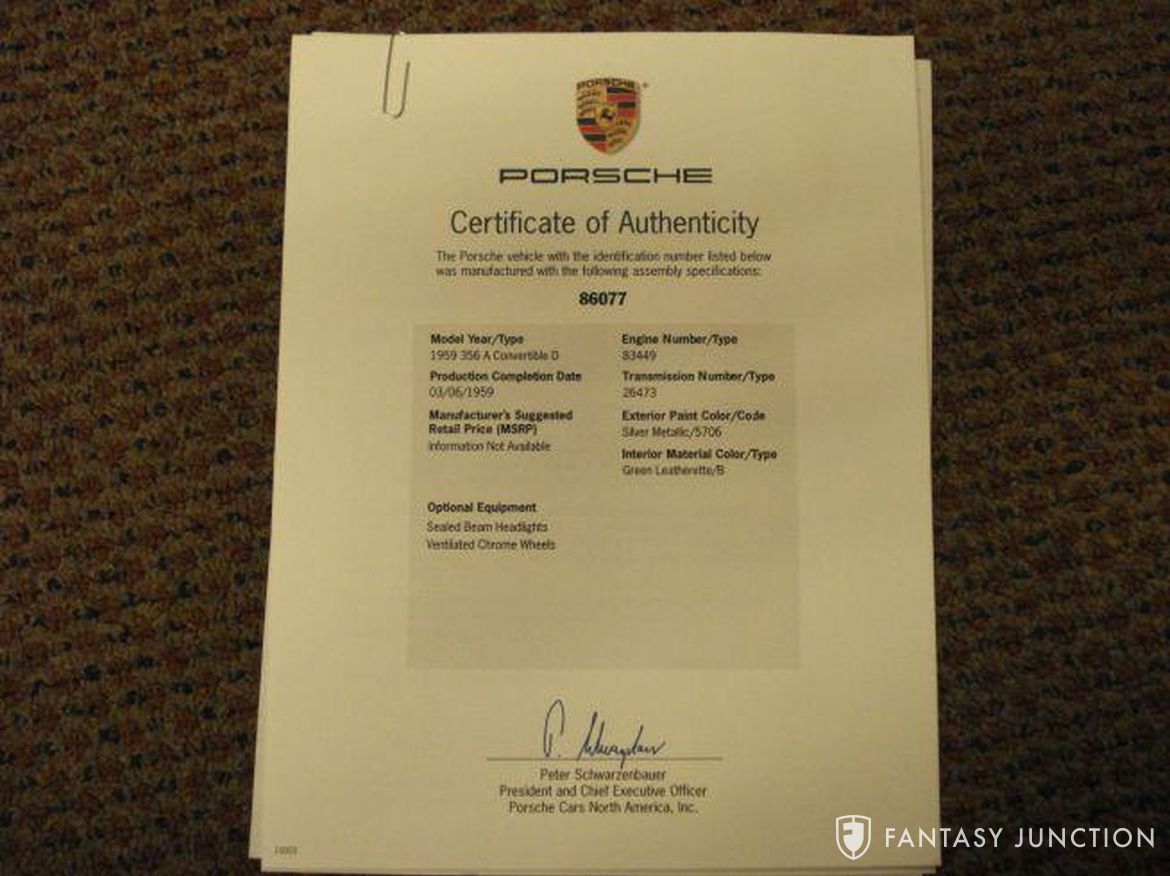 PORSCHE
PORSCHE
Certificate of Authenticity
The Porsche vehicle with the identification number listed below
was manufactured with the following assembly specifications:
86077
Model Year/Type
1959 356 A Convertible D
Production Completion Date
03/06/1959
Manufacturer's Suggested
Retail Price (MSRP)
Information Not Available
Engine Number/Type
83449
Transmission Number/Type
26473
Exterior Paint Color/Code
Silver Metallic/5706
Interior Material Color/Type
Green Leatherette/B
Optional Equipment
Sealed Beam Headlights
Ventilated Chrome Wheels
P. Schwarzenbauer
Peter Schwarzenbauer
President and Chief Executive Officer
Porsche Cars North America, Inc.
FANTASY JUNCTION